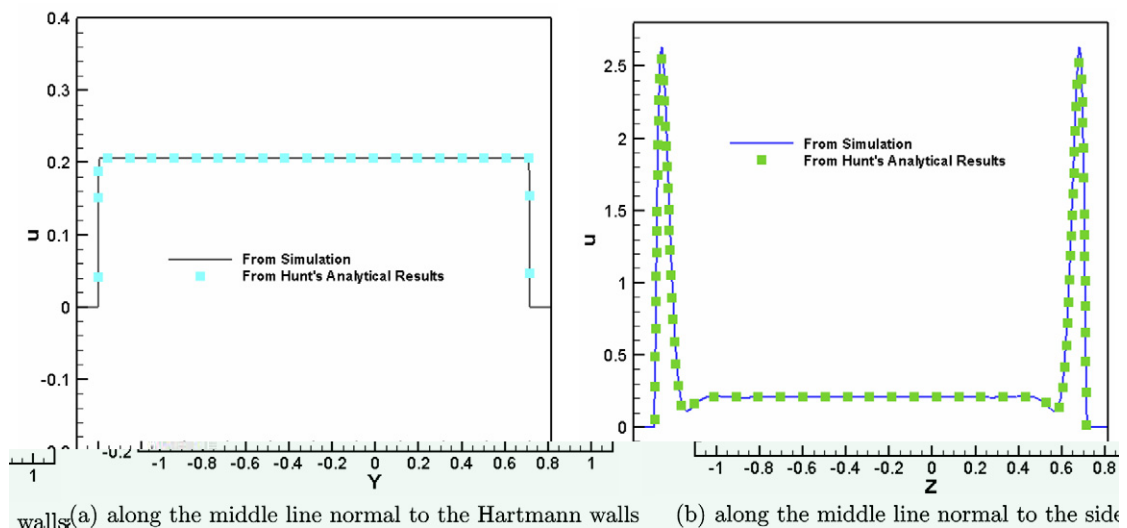 0.4
0.3
0.2
0.1
0
-0.1
-0.2
u
From Simulation
From Hunt's Analytical Results
1
-1 -0.8 -0.6 -0.4 -0.2 0 0.2 0.4 0.6 0.8 1
Y
2.5
2
1.5
1
0.5
0
u
From Simulation
From Hunt's Analytical Results
-1 -0.8 -0.6 -0.4 -0.2 0 0.2 0.4 0.6 0.8
Z
walls
(a) along the middle line normal to the Hartmann walls
(b) along the middle line normal to the side